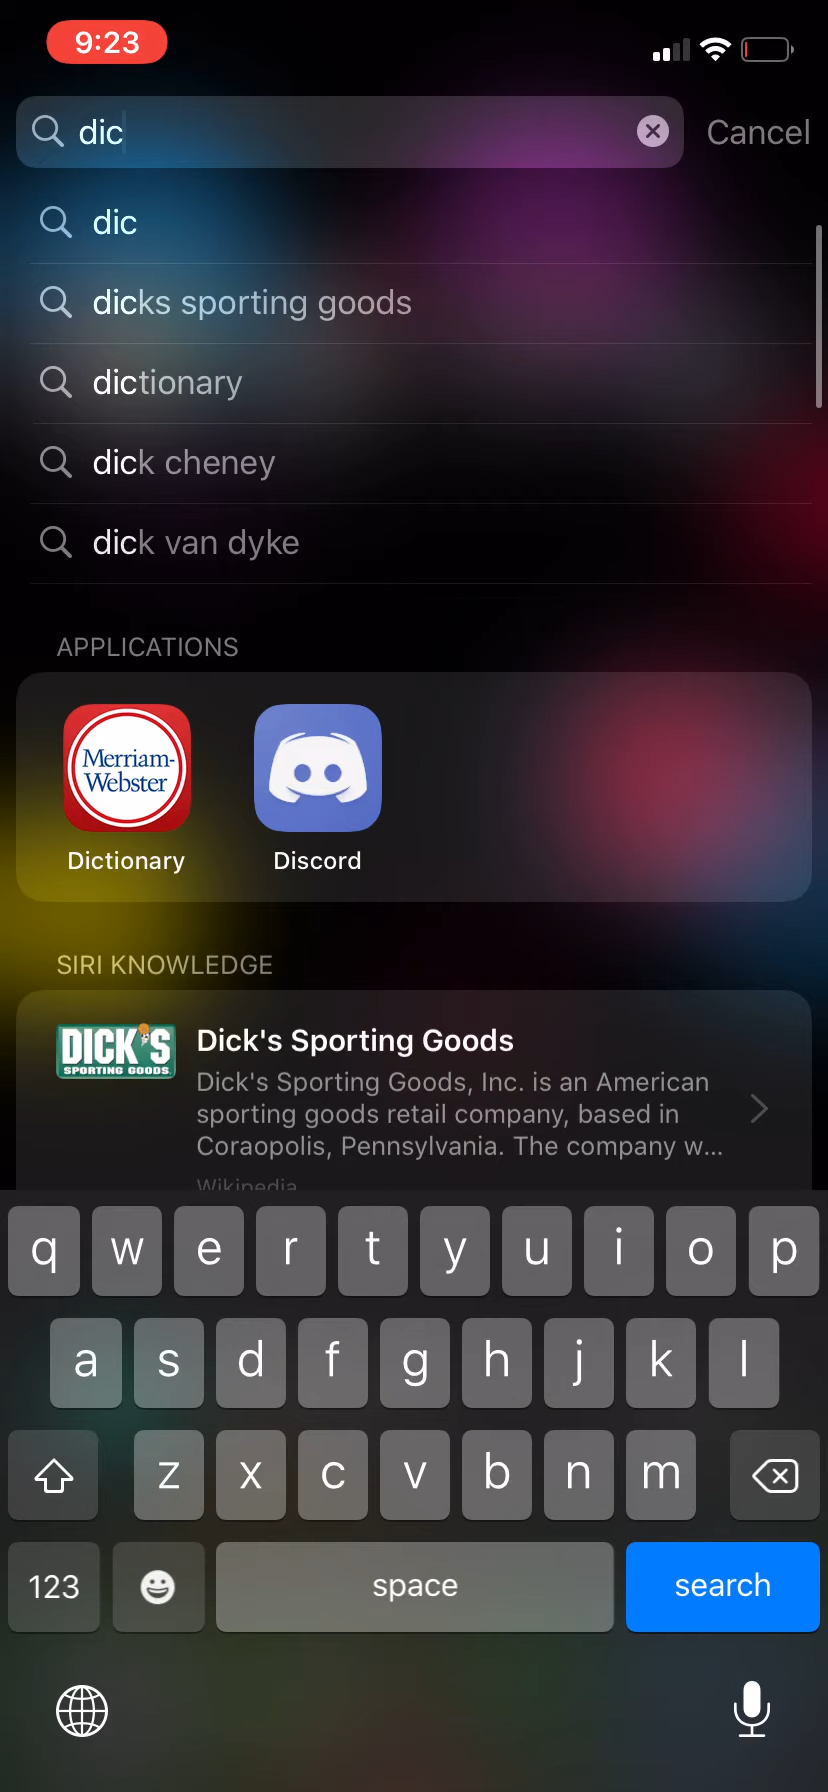 9:23
dic
Cancel
dic
dicks sporting goods
dictionary
dick cheney
dick van dyke
APPLICATIONS
Merriam-
Webster
Dictionary
Discord
SIRI KNOWLEDGE
DICK'S
SPORTING GOODS
Dick's Sporting Goods
Dick's Sporting Goods, Inc. is an American
sporting goods retail company, based in
Coraopolis, Pennsylvania. The company w...
Wikipedia
q w e r t y u i o p
a s d f g h j k l
z x c v b n m
123 space search